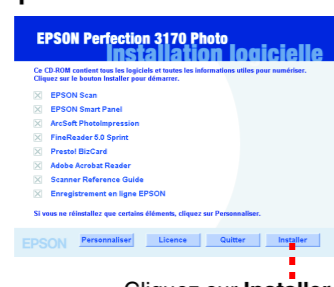 EPSON Perfection 3170 Photo
Installation logicielle
Ce CD-ROM contient tous les logiciels et toutes les informations utiles pour numériser.
Cliquez sur le bouton Installer pour démarrer.
EPSON Scan
EPSON Smart Panel
ArcSoft PhotoImpression
FineReader 5.0 Sprint
Presto! BizCard
Adobe Acrobat Reader
Scanner Reference Guide
Enregistrement en ligne EPSON
Si vous ne réinstallez que certains éléments, cliquez sur Personnaliser.
EPSON Personnaliser Licence Quitter Installer
Cliquez sur Installer